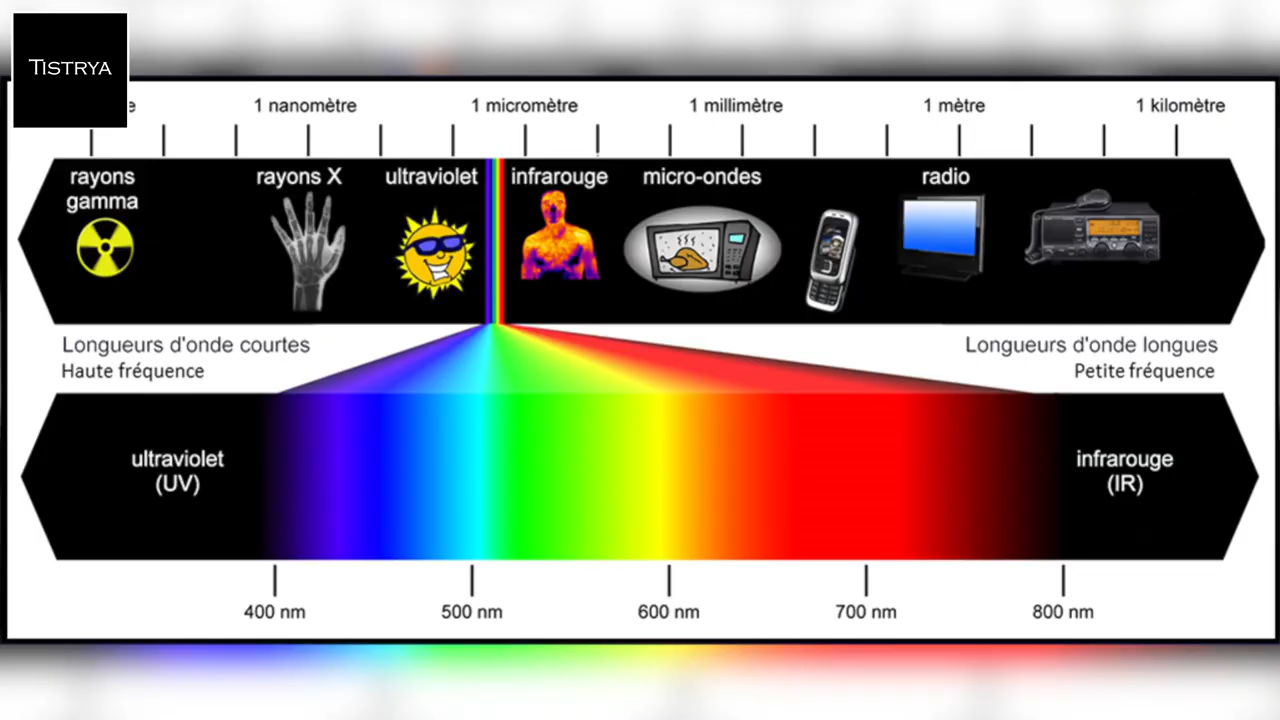 TISTRYA
1 nanomètre
1 micromètre
1 millimètre
1 mètre
1 kilomètre
rayons
gamma
rayons X
ultraviolet
infrarouge
micro-ondes
radio
Longueurs d'onde courtes
Haute fréquence
Longueurs d'onde longues
Petite fréquence
ultraviolet
(UV)
infrarouge
(IR)
400 nm
500 nm
600 nm
700 nm
800 nm